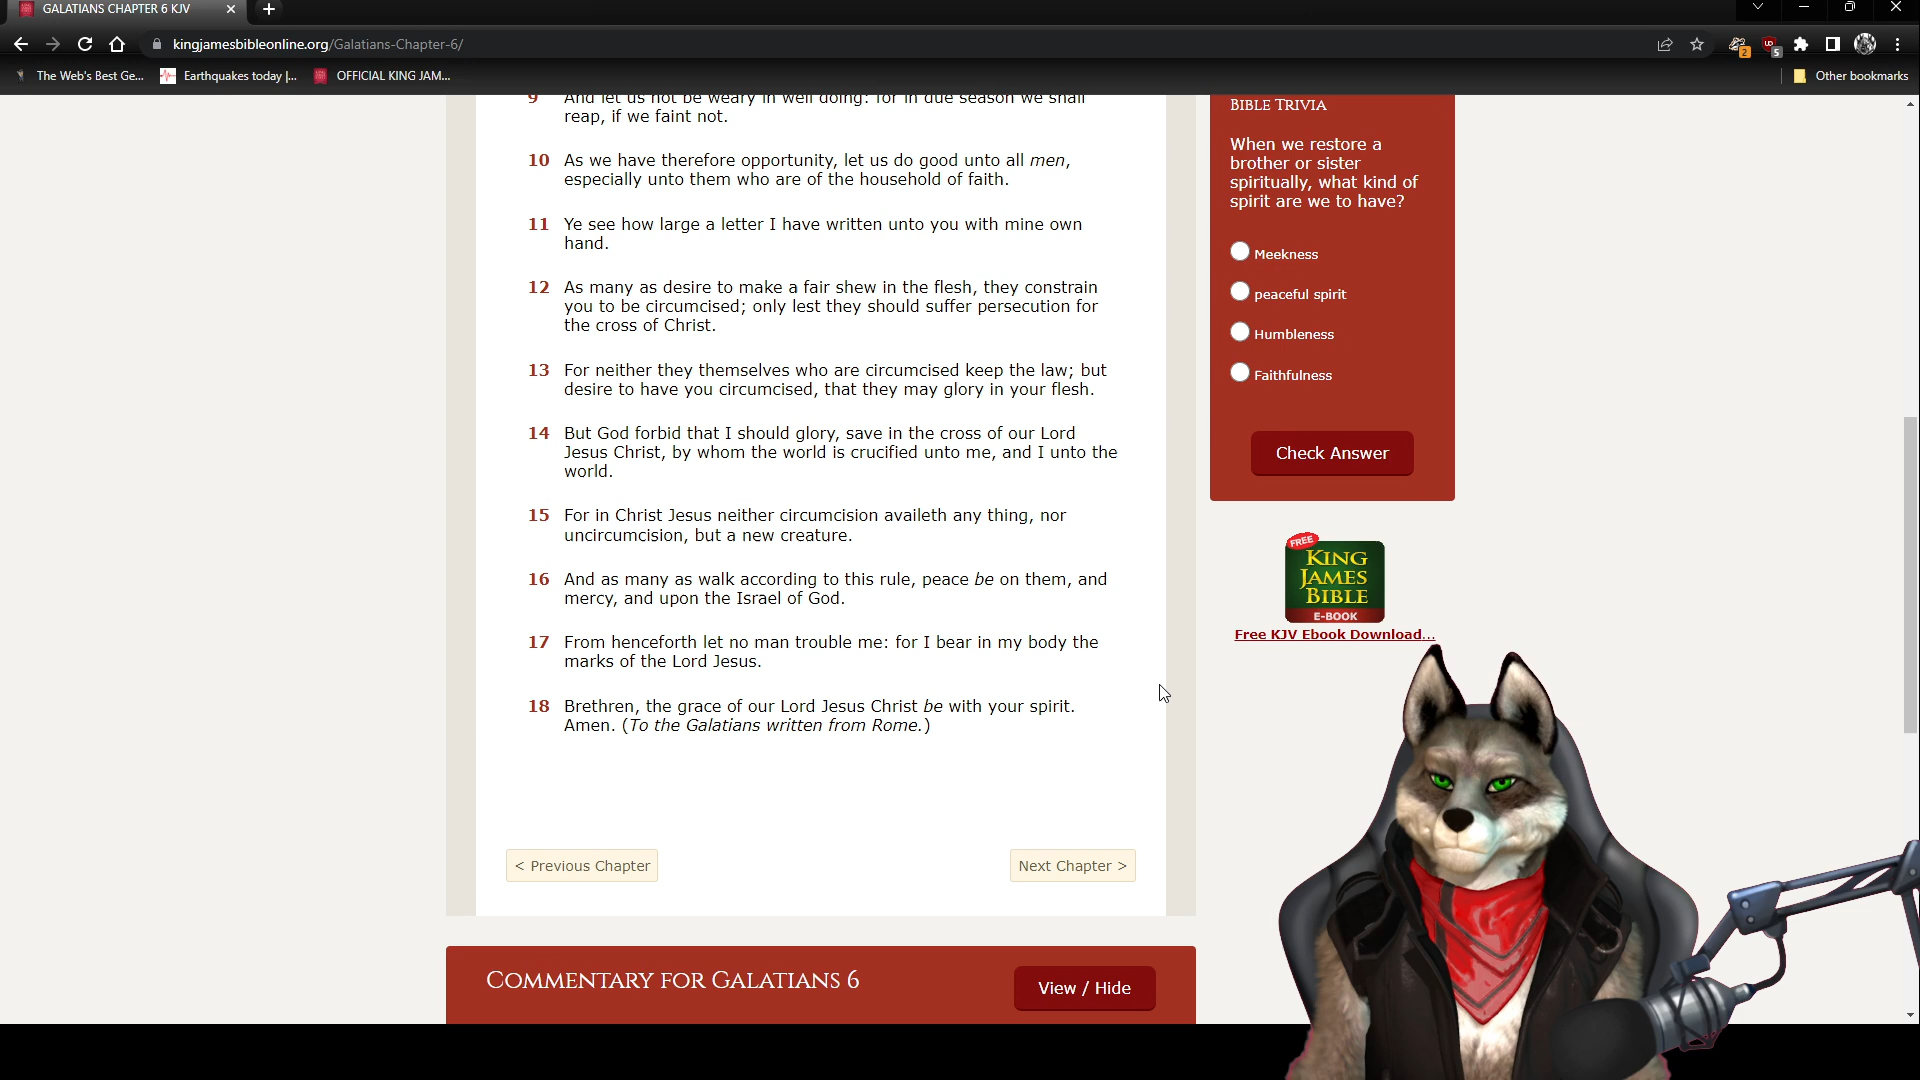 GALATIANS CHAPTER 6 KJV
kingjamesbibleonline.org/Galatians-Chapter-6/
2
5
The Web's Best Ge...
Earthquakes today |...
OFFICIAL KING JAM...
Other bookmarks
9 And let us not be weary in well doing: for in due season we shall
reap, if we faint not.
10 As we have therefore opportunity, let us do good unto all men,
especially unto them who are of the household of faith.
11 Ye see how large a letter I have written unto you with mine own
hand.
12 As many as desire to make a fair shew in the flesh, they constrain
you to be circumcised; only lest they should suffer persecution for
the cross of Christ.
13 For neither they themselves who are circumcised keep the law; but
desire to have you circumcised, that they may glory in your flesh.
14 But God forbid that I should glory, save in the cross of our Lord
Jesus Christ, by whom the world is crucified unto me, and I unto the
world.
15 For in Christ Jesus neither circumcision availeth any thing, nor
uncircumcision, but a new creature.
16 And as many as walk according to this rule, peace be on them, and
mercy, and upon the Israel of God.
17 From henceforth let no man trouble me: for I bear in my body the
marks of the Lord Jesus.
18 Brethren, the grace of our Lord Jesus Christ be with your spirit.
Amen. (To the Galatians written from Rome.)
< Previous Chapter
Next Chapter >
COMMENTARY FOR GALATIANS 6
View / Hide
BIBLE TRIVIA
When we restore a
brother or sister
spiritually, what kind of
spirit are we to have?
Meekness
peaceful spirit
Humbleness
Faithfulness
Check Answer
FREE
KING
JAMES
BIBLE
E-BOOK
Free KJV Ebook Download...